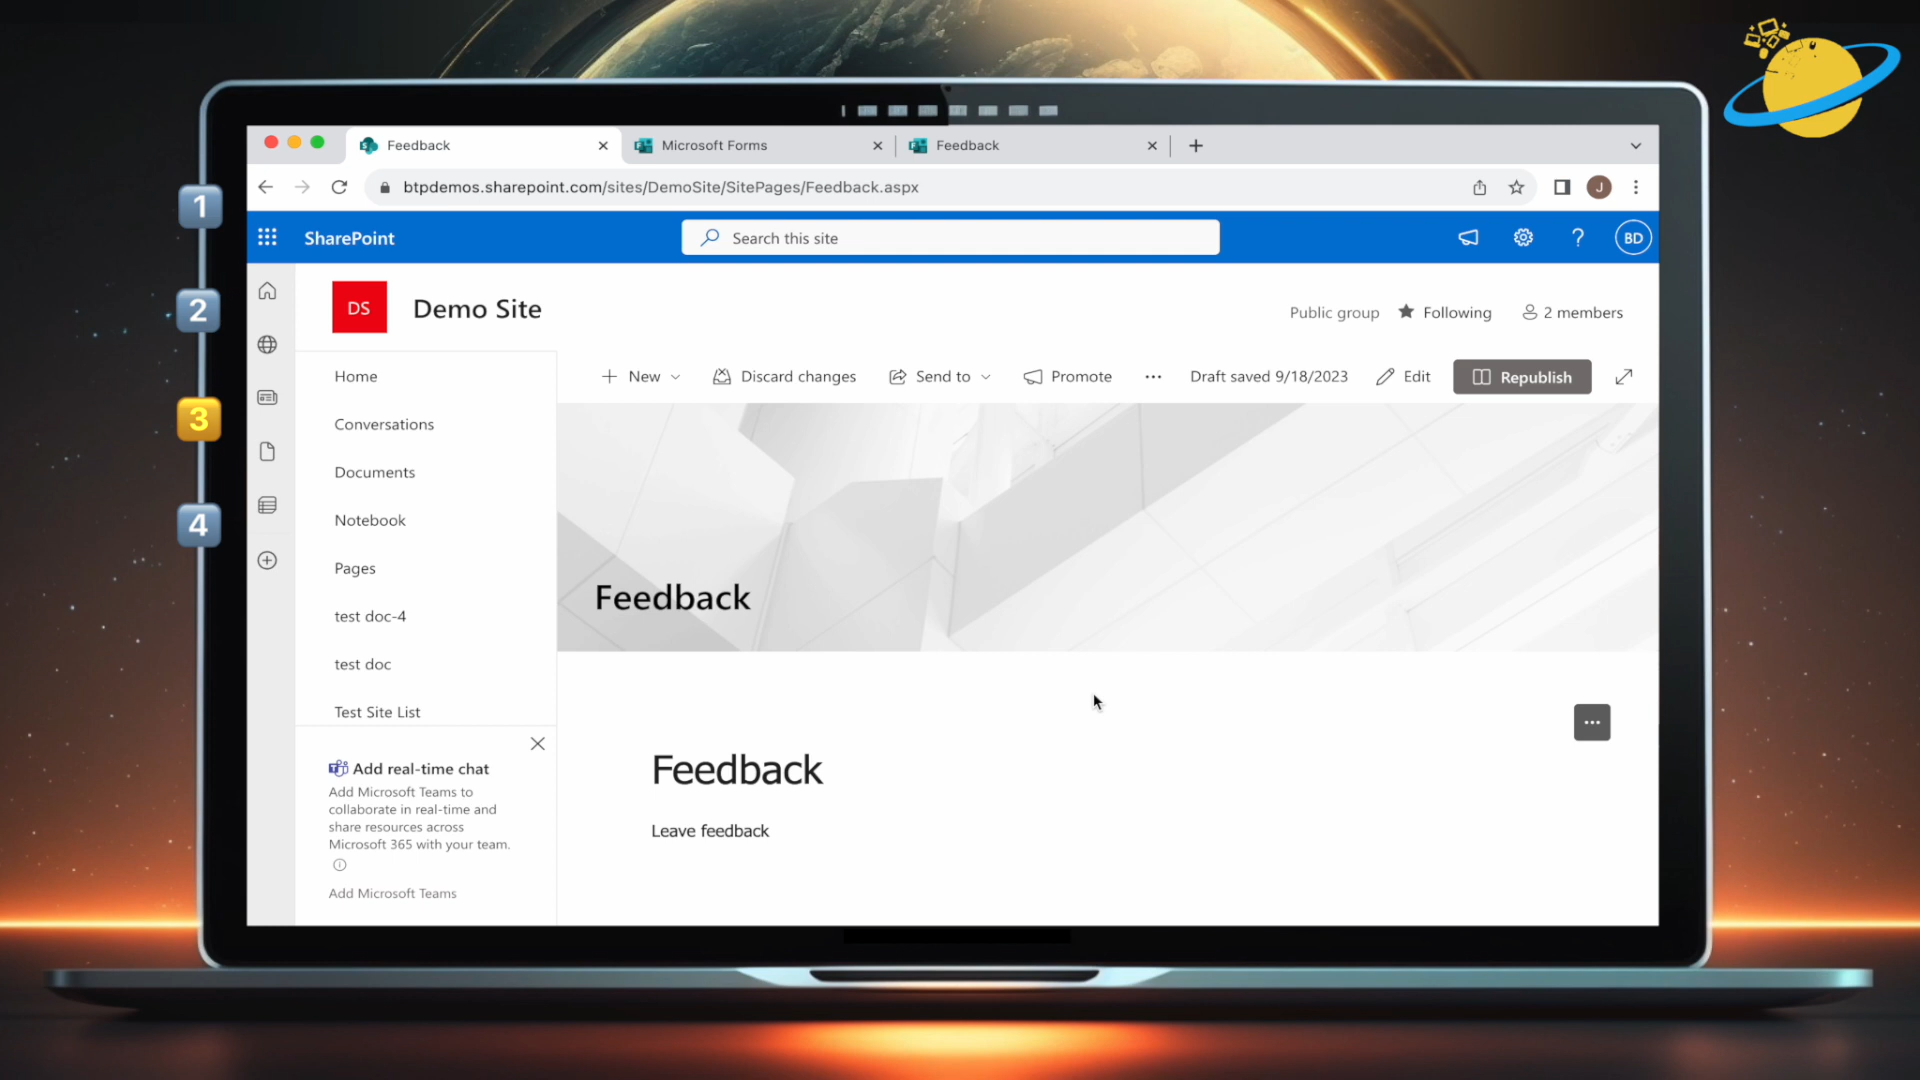 Feedback
Microsoft Forms
Feedback
btpdemos.sharepoint.com/sites/DemoSite/SitePages/Feedback.aspx
J
SharePoint
Search this site
?
BD
DS
Demo Site
Public group
Following
2 members
1
2
3
4
Home
Conversations
Documents
Notebook
Pages
test doc-4
test doc
Test Site List
New
Discard changes
Send to
Promote
Draft saved 9/18/2023
Edit
Republish
Feedback
Feedback
Leave feedback
Add real-time chat
Add Microsoft Teams to
collaborate in real-time and
share resources across
Microsoft 365 with your team.
Add Microsoft Teams